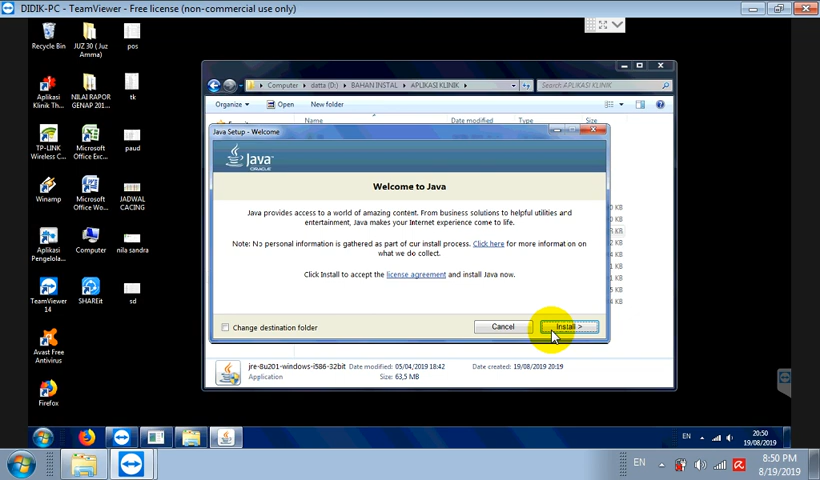 DIDIK-PC - TeamViewer - Free license (non-commercial use only)
Recycle Bin
JUZ 30 ( Juz Amma)
pos
Aplikasi Klinik Th...
NILAI RAPOR GENAP 201...
tk
TP-LINK Wireless C...
Microsoft Office Exc...
paud
Winamp
Microsoft Office Wo...
JADWAL CACING
Aplikasi Pengelola...
Computer
nila sandra
TeamViewer 14
SHAREit
sd
Avast Free Antivirus
Firefox
Computer
datta (D:)
BAHAN INSTAL
APLIKASI KLINIK
Search APLIKASI KLINIK
Organize
Open
New folder
Name
Date modified
Type
Size
Java Setup - Welcome
Java
ORACLE
Welcome to Java
Java provides access to a world of amazing content. From business solutions to helpful utilities and
entertainment, Java makes your Internet experience come to life.
Note: No personal information is gathered as part of our install process. Click here for more information on
what we do collect.
Click Install to accept the license agreement and install Java now.
Change destination folder
Cancel
Install >
jre-8u201-windows-i586-32bit
Date modified: 05/04/2019 18:42
Date created: 19/08/2019 20:19
Application
Size: 63,5 MB
EN
20:50
19/08/2019
EN
8:50 PM
8/19/2019